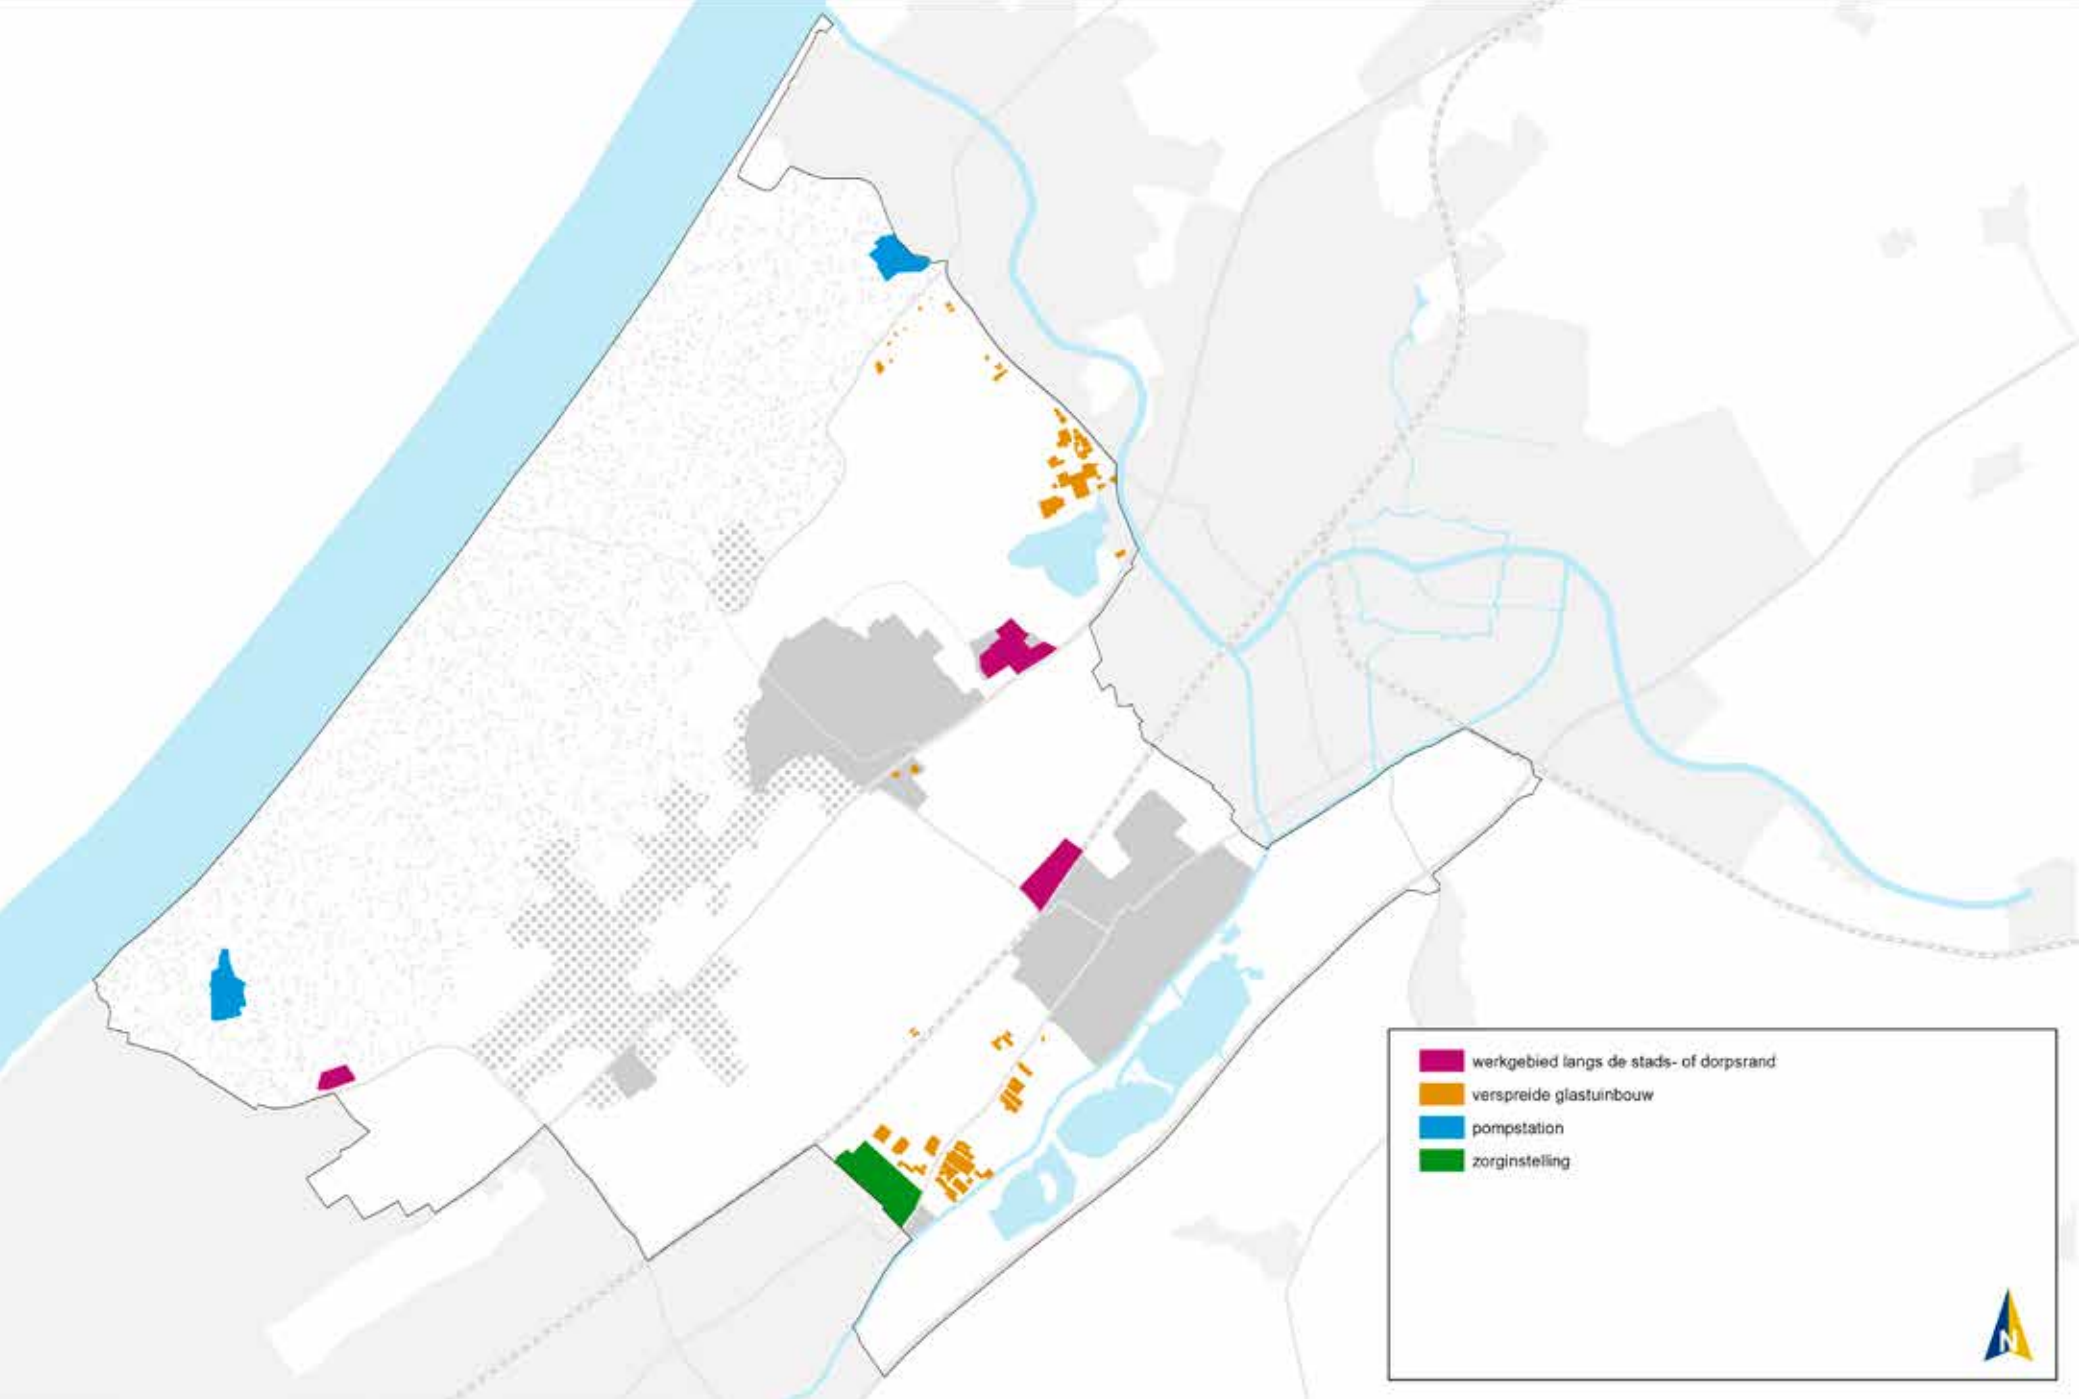 werkgebied langs de stads- of dorpsrand
verspreide glastuinbouw
pompstation
zorginstelling
N